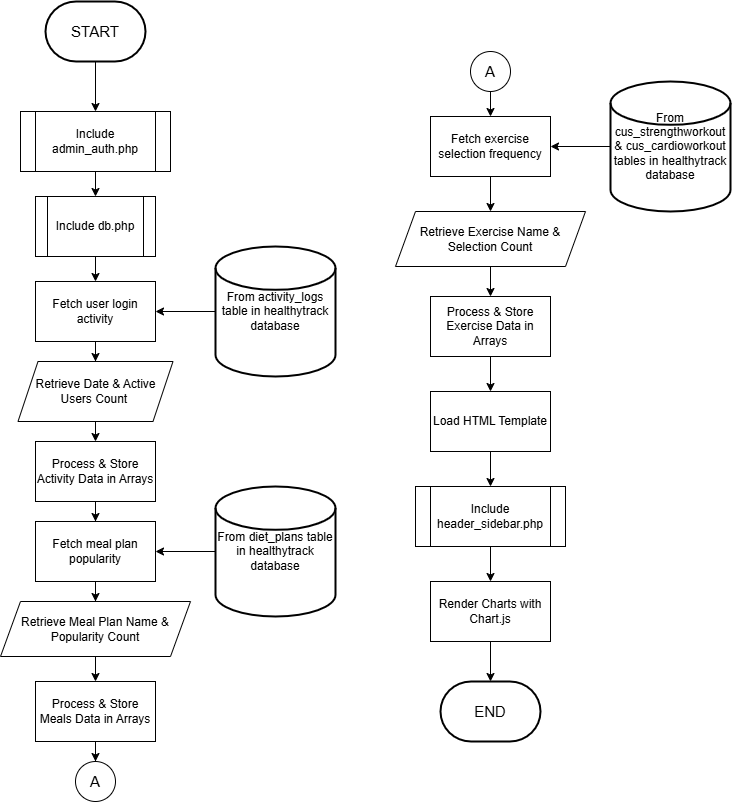 START
Include
admin_auth.php
Include db.php
Fetch user login
activity
From activity_logs
table in healthytrack
database
Retrieve Date & Active
Users Count
Process & Store
Activity Data in Arrays
Fetch meal plan
popularity
From diet_plans table
in healthytrack
database
Retrieve Meal Plan Name &
Popularity Count
Process & Store
Meals Data in Arrays
A
A
Fetch exercise
selection frequency
From
cus_strengthworkout
& cus_cardioworkout
tables in healthytrack
database
Retrieve Exercise Name &
Selection Count
Process & Store
Exercise Data in
Arrays
Load HTML Template
Include
header_sidebar.php
Render Charts with
Chart.js
END